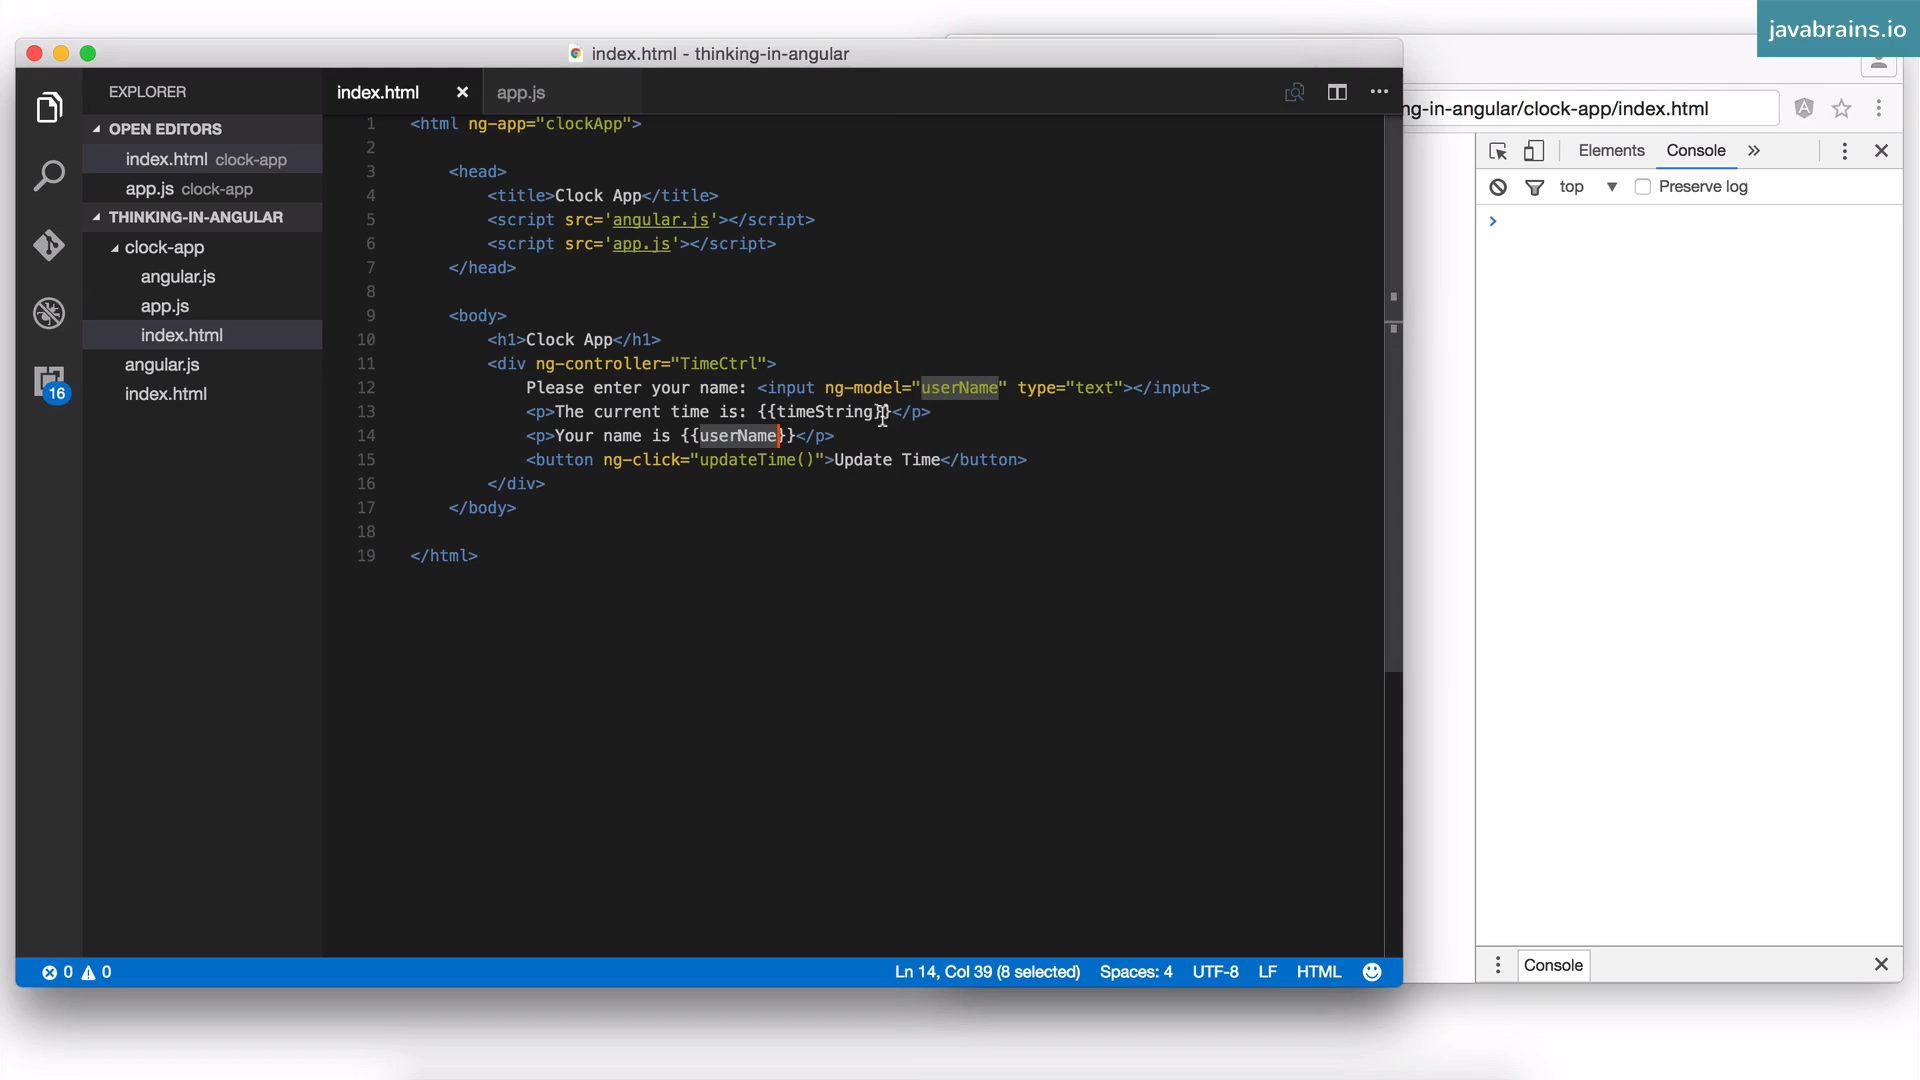 javabrains.io
index.html - thinking-in-angular
EXPLORER
OPEN EDITORS
index.html clock-app
app.js clock-app
THINKING-IN-ANGULAR
clock-app
angular.js
app.js
index.html
angular.js
index.html
16
index.html
app.js
1 <html ng-app="clockApp">
2
3 <head>
4 <title>Clock App</title>
5 <script src='angular.js'></script>
6 <script src='app.js'></script>
7 </head>
8
9 <body>
10 <h1>Clock App</h1>
11 <div ng-controller="TimeCtrl">
12 Please enter your name: <input ng-model="userName" type="text"></input>
13 <p>The current time is: {{timeString}}</p>
14 <p>Your name is {{userName}}</p>
15 <button ng-click="updateTime()">Update Time</button>
16 </div>
17 </body>
18
19 </html>
0 0
Ln 14, Col 39 (8 selected) Spaces: 4 UTF-8 LF HTML
ng-in-angular/clock-app/index.html
Elements Console
top Preserve log
Console